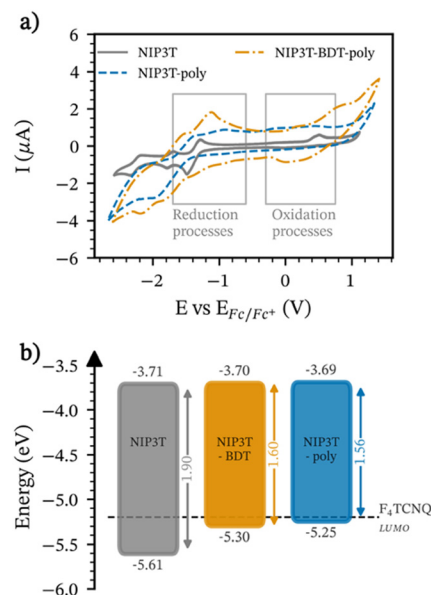 a)
NIP3T
NIP3T-BDT-poly
NIP3T-poly
6
4
2
0
−2
−4
−6
I (μA)
Reduction
processes
Oxidation
processes
−2
−1
0
1
E vs E_{Fc/Fc⁺} (V)
b)
−3.5
−4.0
−4.5
−5.0
−5.5
−6.0
Energy (eV)
-3.71
-3.70
-3.69
NIP3T
NIP3T
- BDT
NIP3T
- poly
1.90
1.60
1.56
F₄TCNQ
LUMO
-5.61
-5.30
-5.25